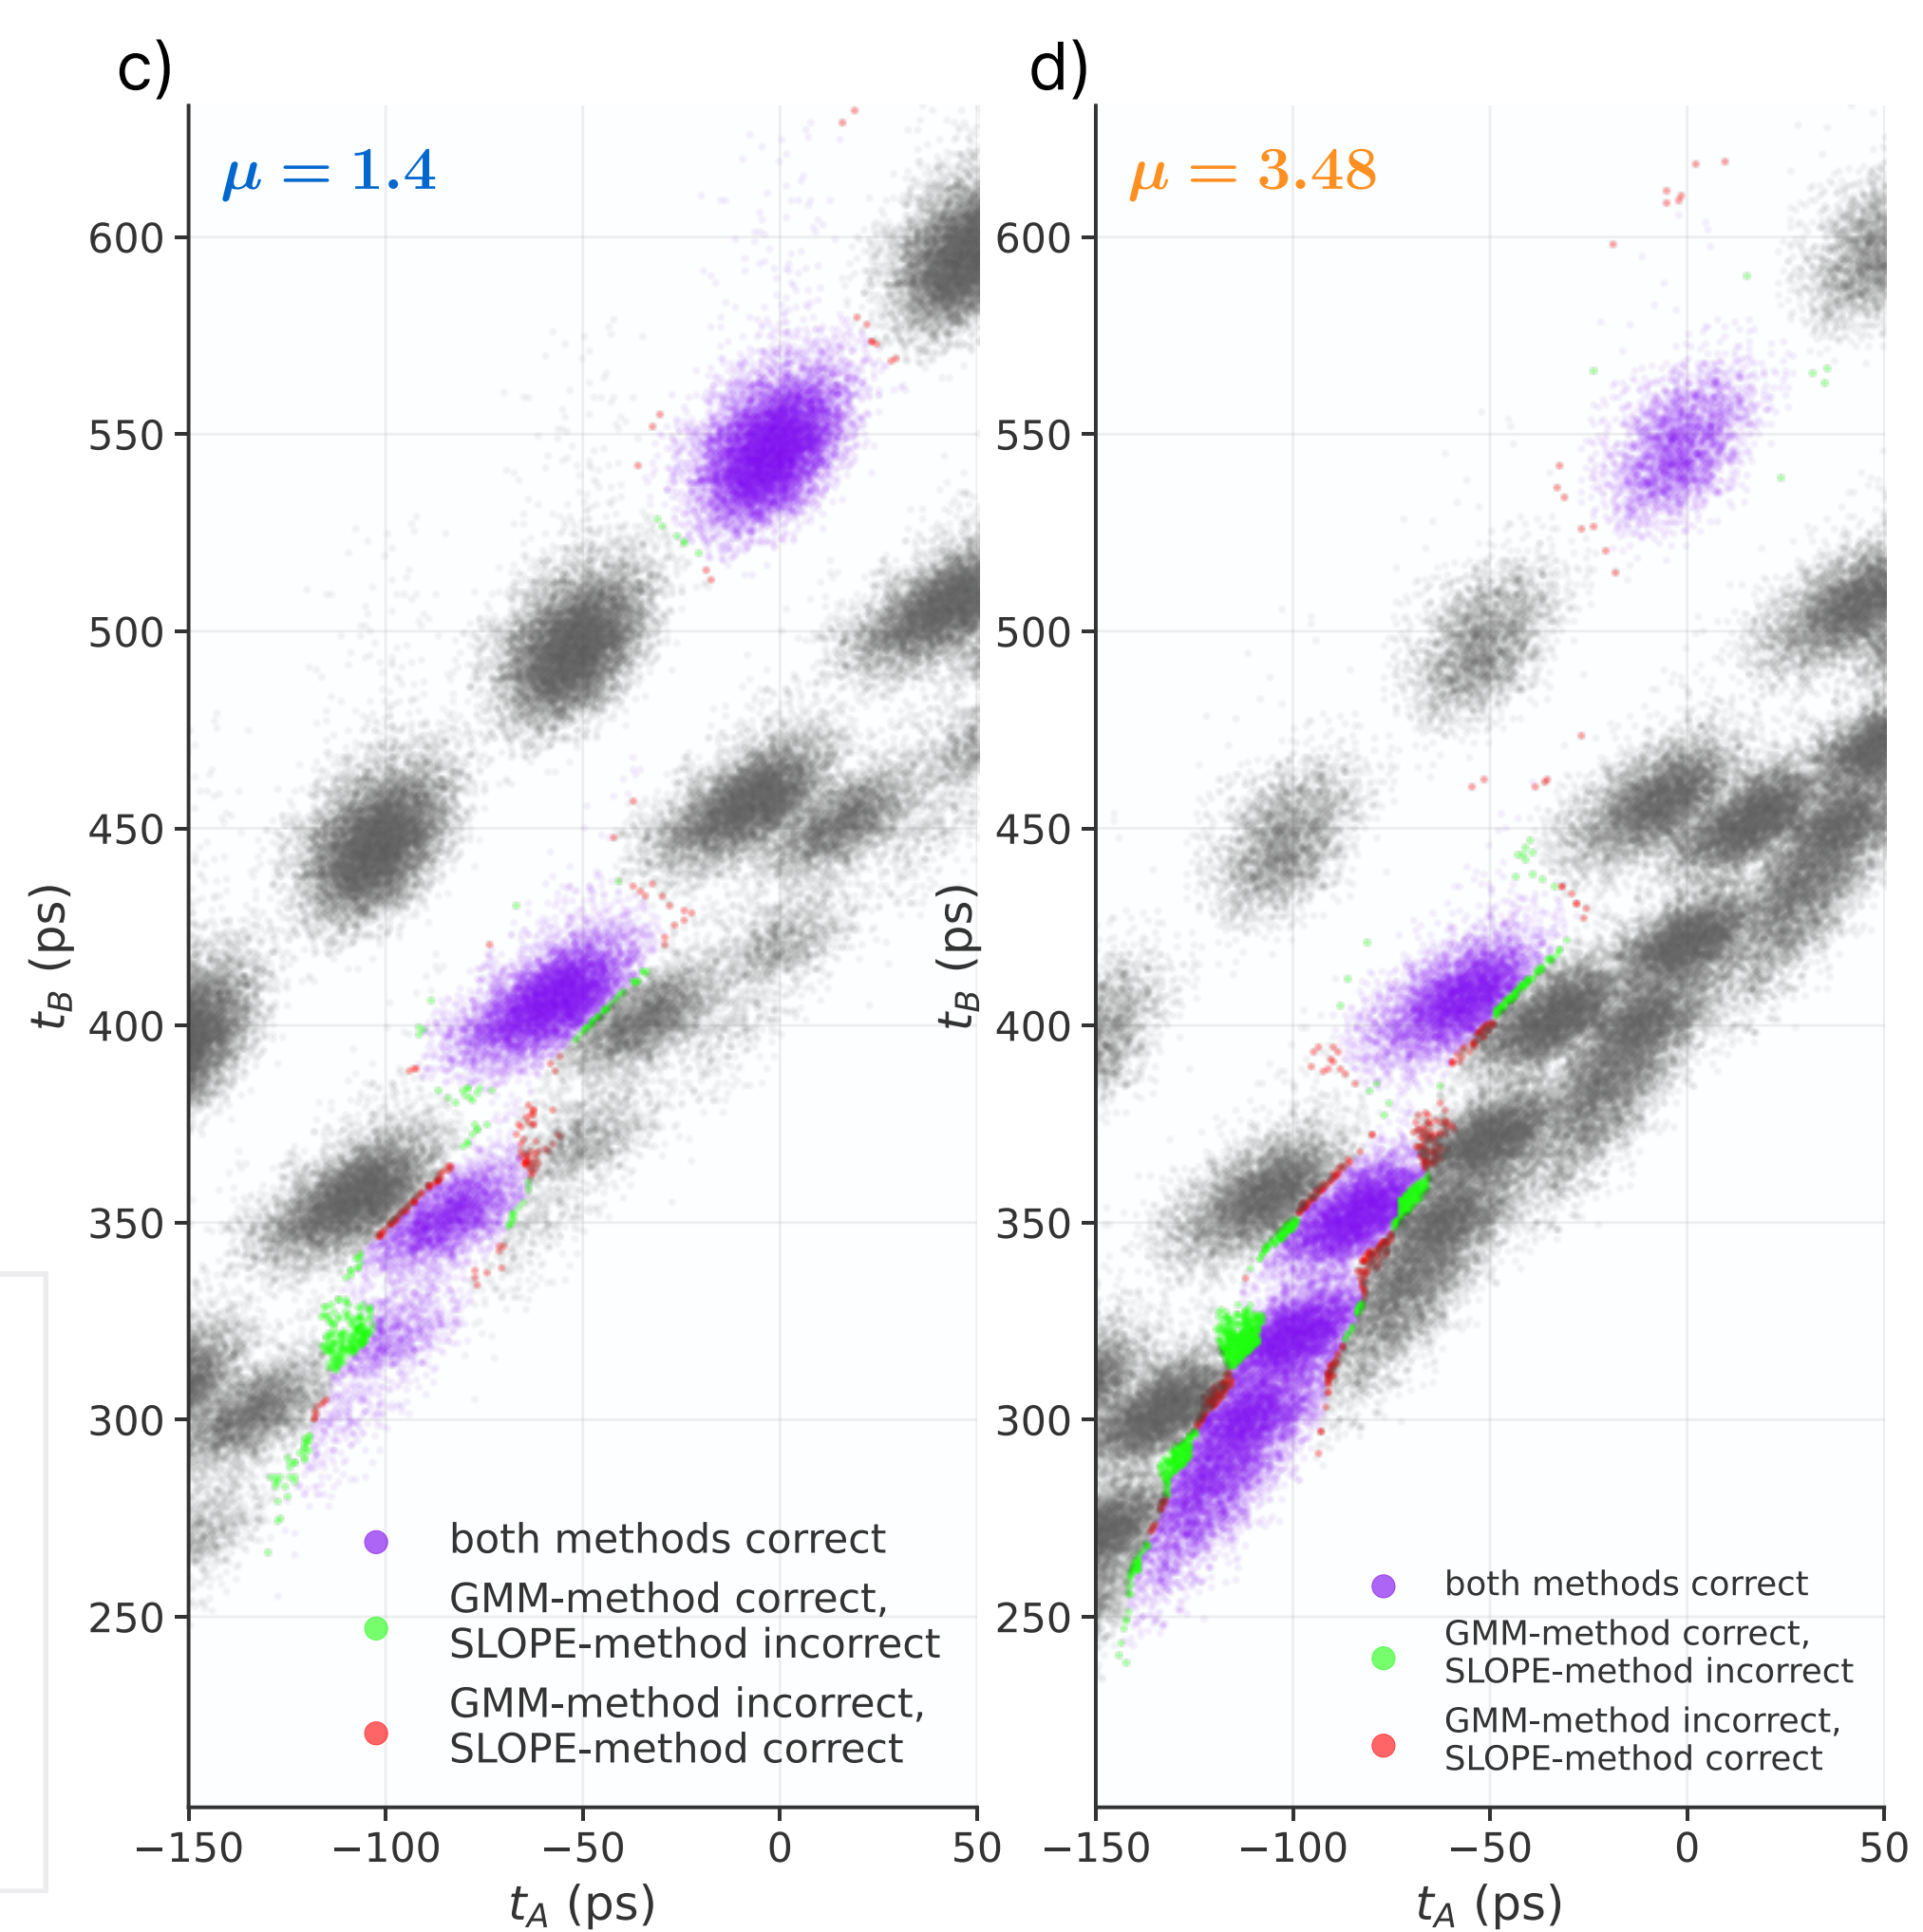 c)
μ = 1.4
600
550
500
450
400
350
300
250
t_B (ps)
both methods correct
GMM-method correct,
SLOPE-method incorrect
GMM-method incorrect,
SLOPE-method correct
−150
−100
−50
0
50
t_A (ps)
d)
μ = 3.48
600
550
500
450
400
350
300
250
t_B (ps)
both methods correct
GMM-method correct,
SLOPE-method incorrect
GMM-method incorrect,
SLOPE-method correct
−150
−100
−50
0
50
t_A (ps)